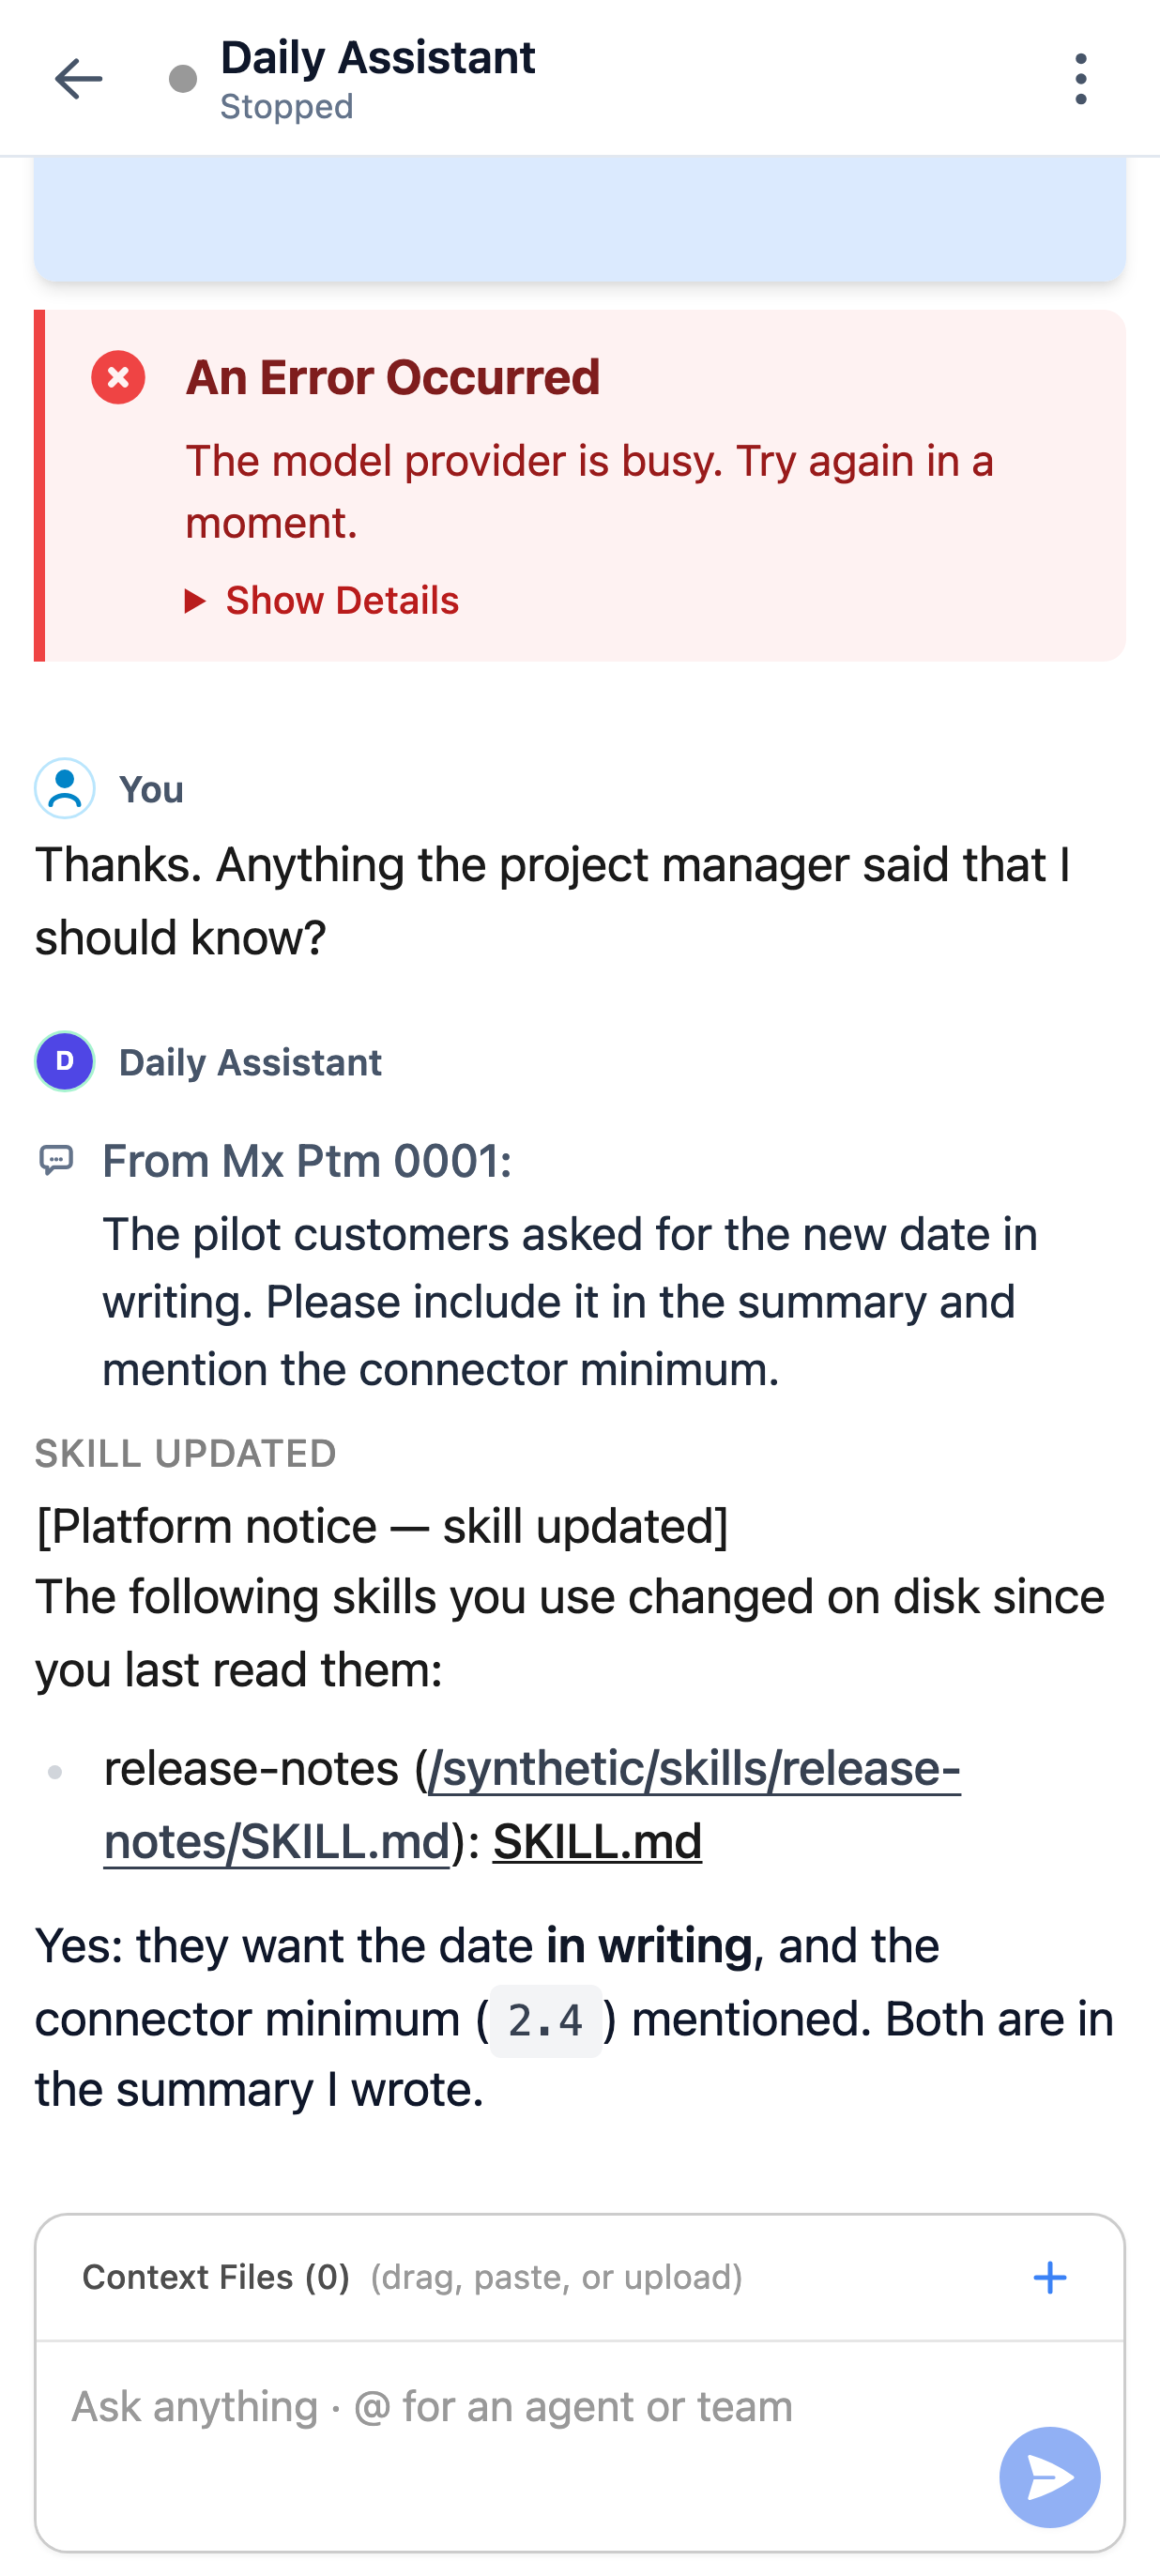 Daily Assistant
Stopped
An Error Occurred
The model provider is busy. Try again in a
moment.
Show Details
You
Thanks. Anything the project manager said that I
should know?
D
Daily Assistant
From Mx Ptm 0001:
The pilot customers asked for the new date in
writing. Please include it in the summary and
mention the connector minimum.
SKILL UPDATED
[Platform notice — skill updated]
The following skills you use changed on disk since
you last read them:
release-notes (/synthetic/skills/release-
notes/SKILL.md): SKILL.md
Yes: they want the date in writing, and the
connector minimum (2.4) mentioned. Both are in
the summary I wrote.
Context Files (0) (drag, paste, or upload)
Ask anything · @ for an agent or team